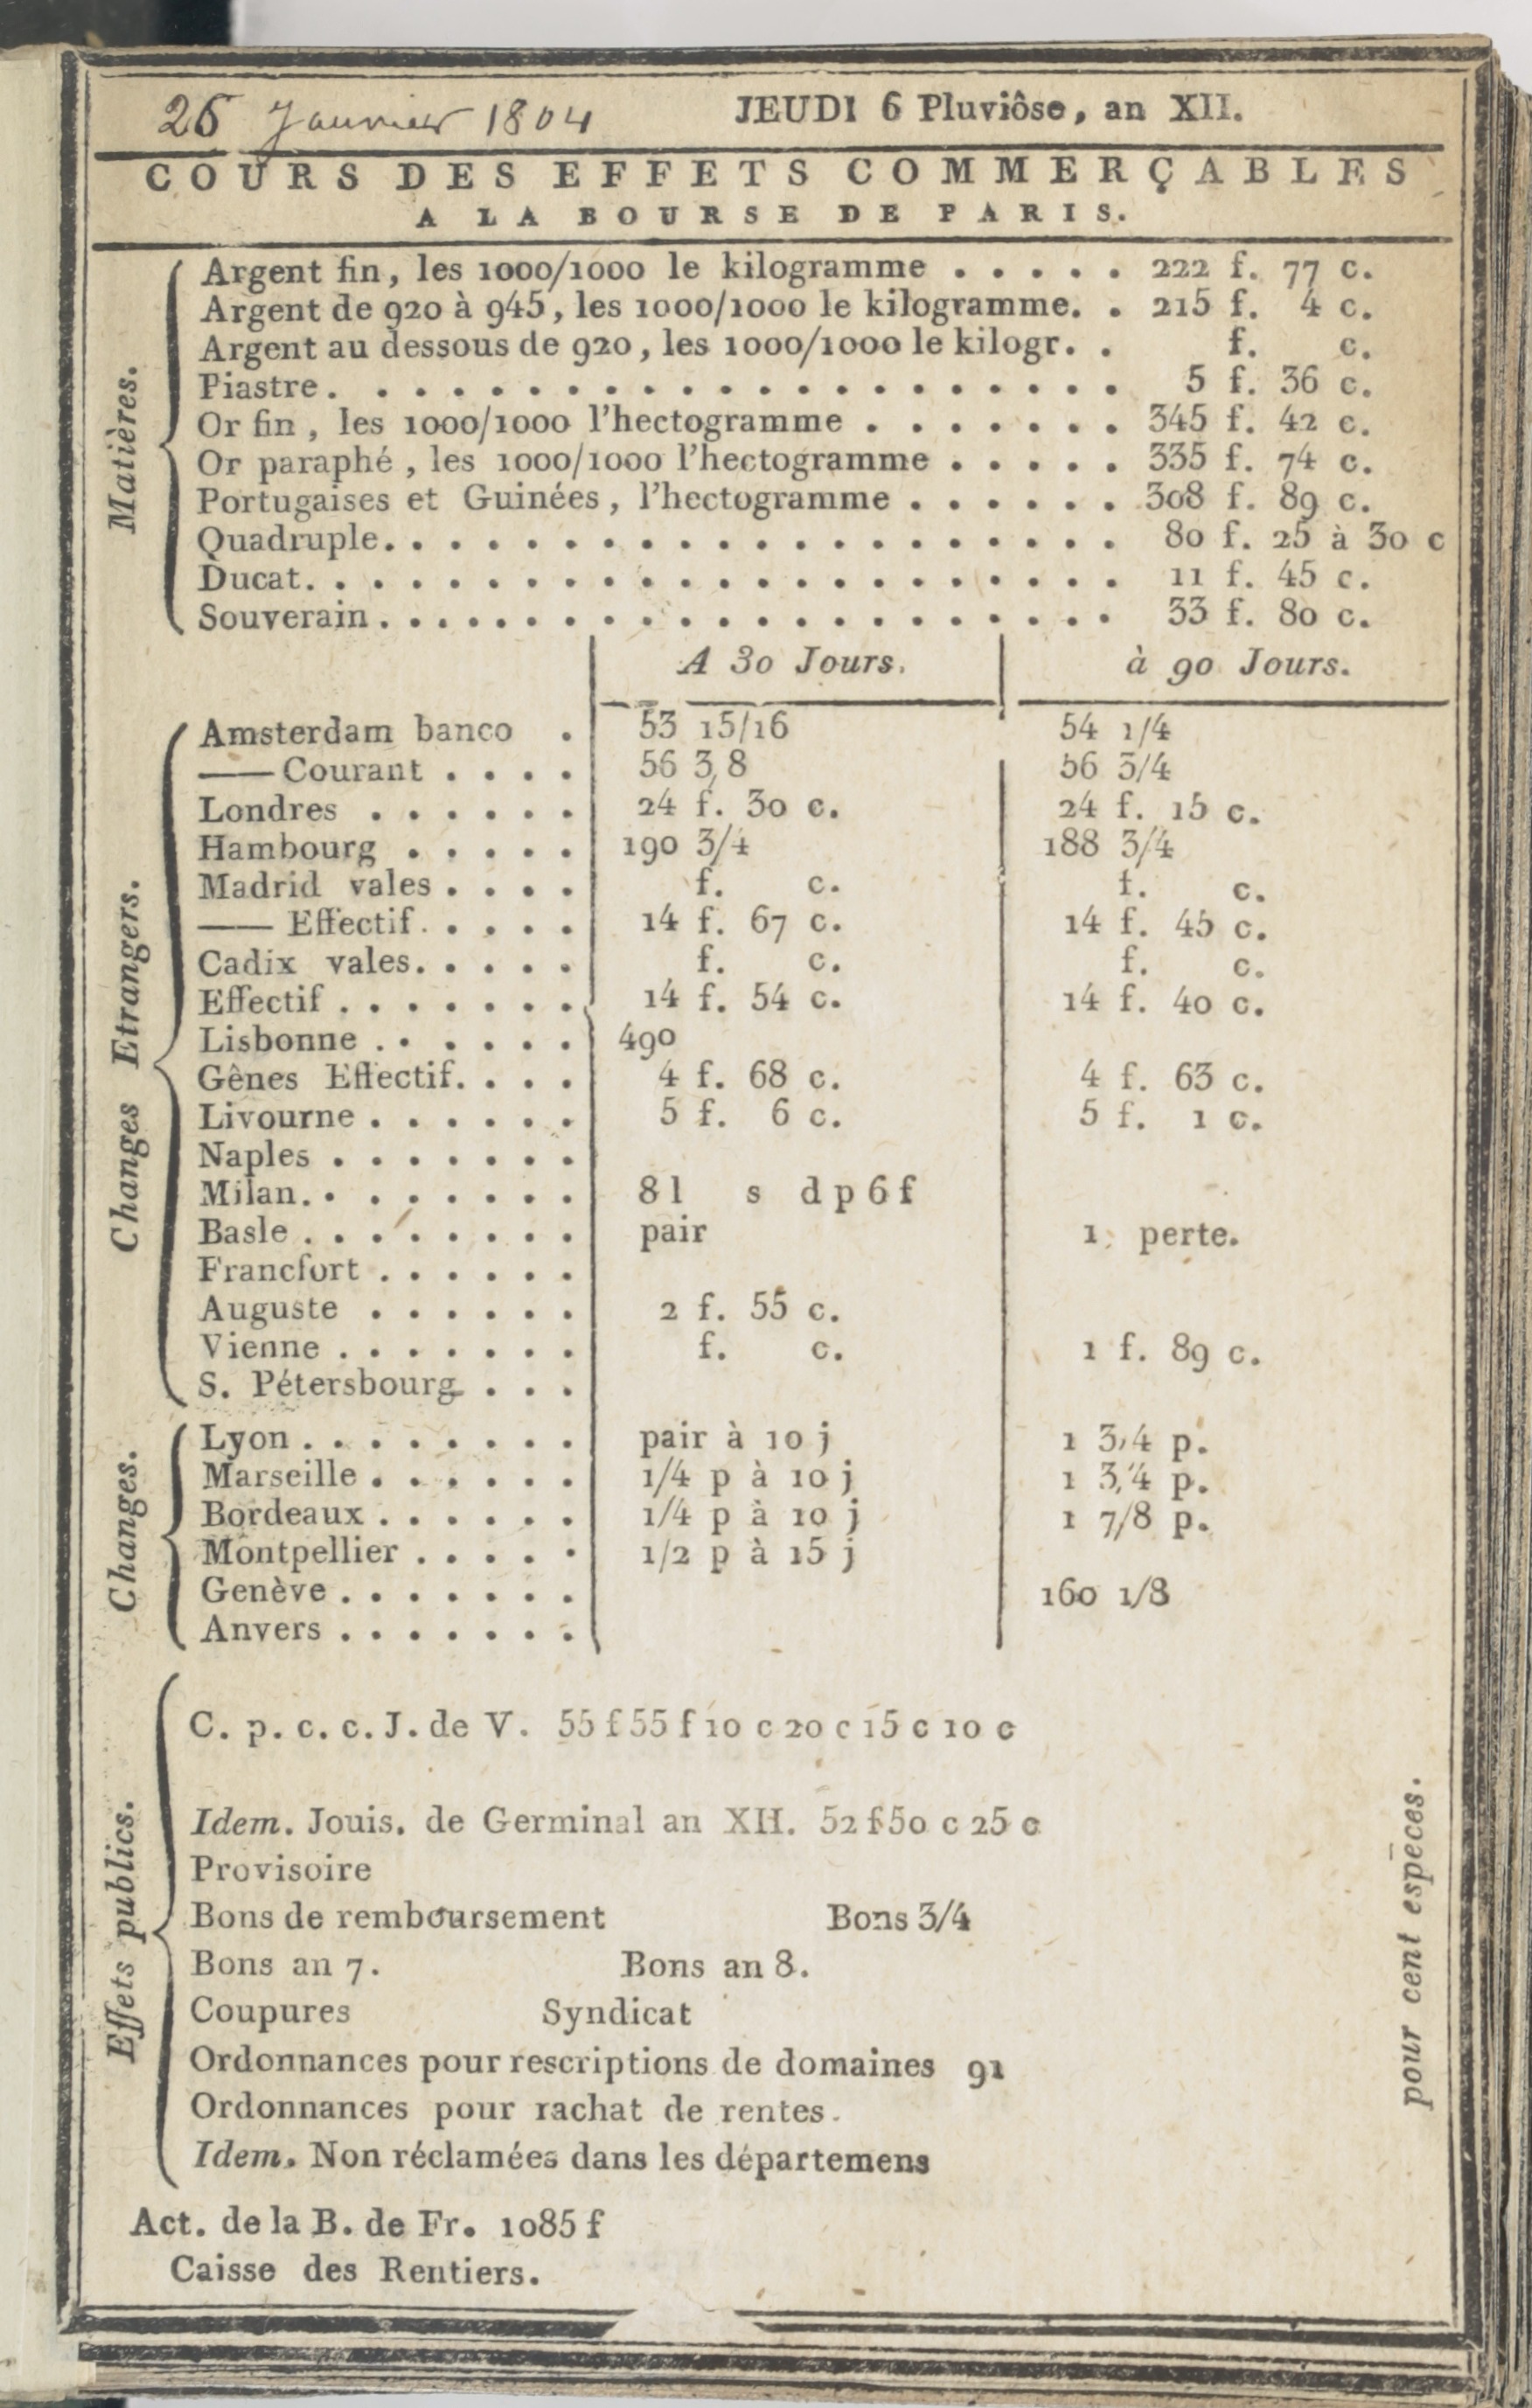 26 Janvier 1804 JEUDI 6 Pluviôse, an XII.
COURS DES EFFETS COMMERÇABLES
A LA BOURSE DE PARIS.
Matières.
Argent fin, les 1000/1000 le kilogramme . . . . . 222 f. 77 c.
Argent de 920 à 945, les 1000/1000 le kilogramme. . 215 f. 4 c.
Argent au dessous de 920, les 1000/1000 le kilogr. . f. c.
Piastre. . . . . . . . . . . . . . . . . . . . . 5 f. 36 c.
Or fin, les 1000/1000 l'hectogramme . . . . . . . 345 f. 42 c.
Or paraphé, les 1000/1000 l'hectogramme . . . . . 335 f. 74 c.
Portugaises et Guinées, l'hectogramme . . . . . . 308 f. 89 c.
Quadruple. . . . . . . . . . . . . . . . . . . . 80 f. 25 à 30 c
Ducat. . . . . . . . . . . . . . . . . . . . . . 11 f. 45 c.
Souverain. . . . . . . . . . . . . . . . . . . . 33 f. 80 c.
A 30 Jours. à 90 Jours.
Changes Etrangers.
Amsterdam banco . 53 15/16 54 1/4
—— Courant . . . . 56 3/8 56 3/4
Londres . . . . . . 24 f. 30 c. 24 f. 15 c.
Hambourg . . . . . 190 3/4 188 3/4
Madrid vales . . . . f. c. f. c.
—— Effectif. . . . . 14 f. 67 c. 14 f. 45 c.
Cadix vales. . . . . f. c. f. c.
Effectif . . . . . . . 14 f. 54 c. 14 f. 40 c.
Lisbonne . . . . . . 490
Gênes Effectif. . . . 4 f. 68 c. 4 f. 63 c.
Livourne . . . . . . 5 f. 6 c. 5 f. 1 c.
Naples . . . . . . .
Milan. . . . . . . . 8 l s d p 6 f
Basle . . . . . . . . pair 1 perte.
Francfort . . . . . .
Auguste . . . . . . 2 f. 55 c.
Vienne . . . . . . . f. c. 1 f. 89 c.
S. Pétersbourg . . .
Changes.
Lyon . . . . . . . . pair à 10 j 1 3/4 p.
Marseille . . . . . . 1/4 p à 10 j 1 3/4 p.
Bordeaux . . . . . . 1/4 p à 10 j 1 7/8 p.
Montpellier . . . . . 1/2 p à 15 j
Genève . . . . . . . 160 1/8
Anvers . . . . . . .
Effets publics.
C. p. c. c. J. de V. 55 f 55 f 10 c 20 c 15 c 10 c
Idem. Jouis. de Germinal an XII. 52 f 50 c 25 c
Provisoire
Bons de remboursement Bons 3/4
Bons an 7. Bons an 8.
Coupures Syndicat
Ordonnances pour rescriptions de domaines 91
Ordonnances pour rachat de rentes.
Idem. Non réclamées dans les départemens
pour cent espèces.
Act. de la B. de Fr. 1085 f
Caisse des Rentiers.